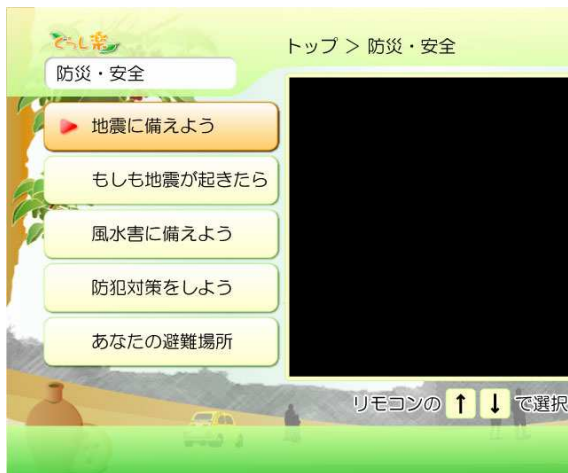 ぐらし楽
トップ > 防災・安全
防災・安全
地震に備えよう
もしも地震が起きたら
風水害に備えよう
防犯対策をしよう
あなたの避難場所
リモコンの ↑ ↓ で選択